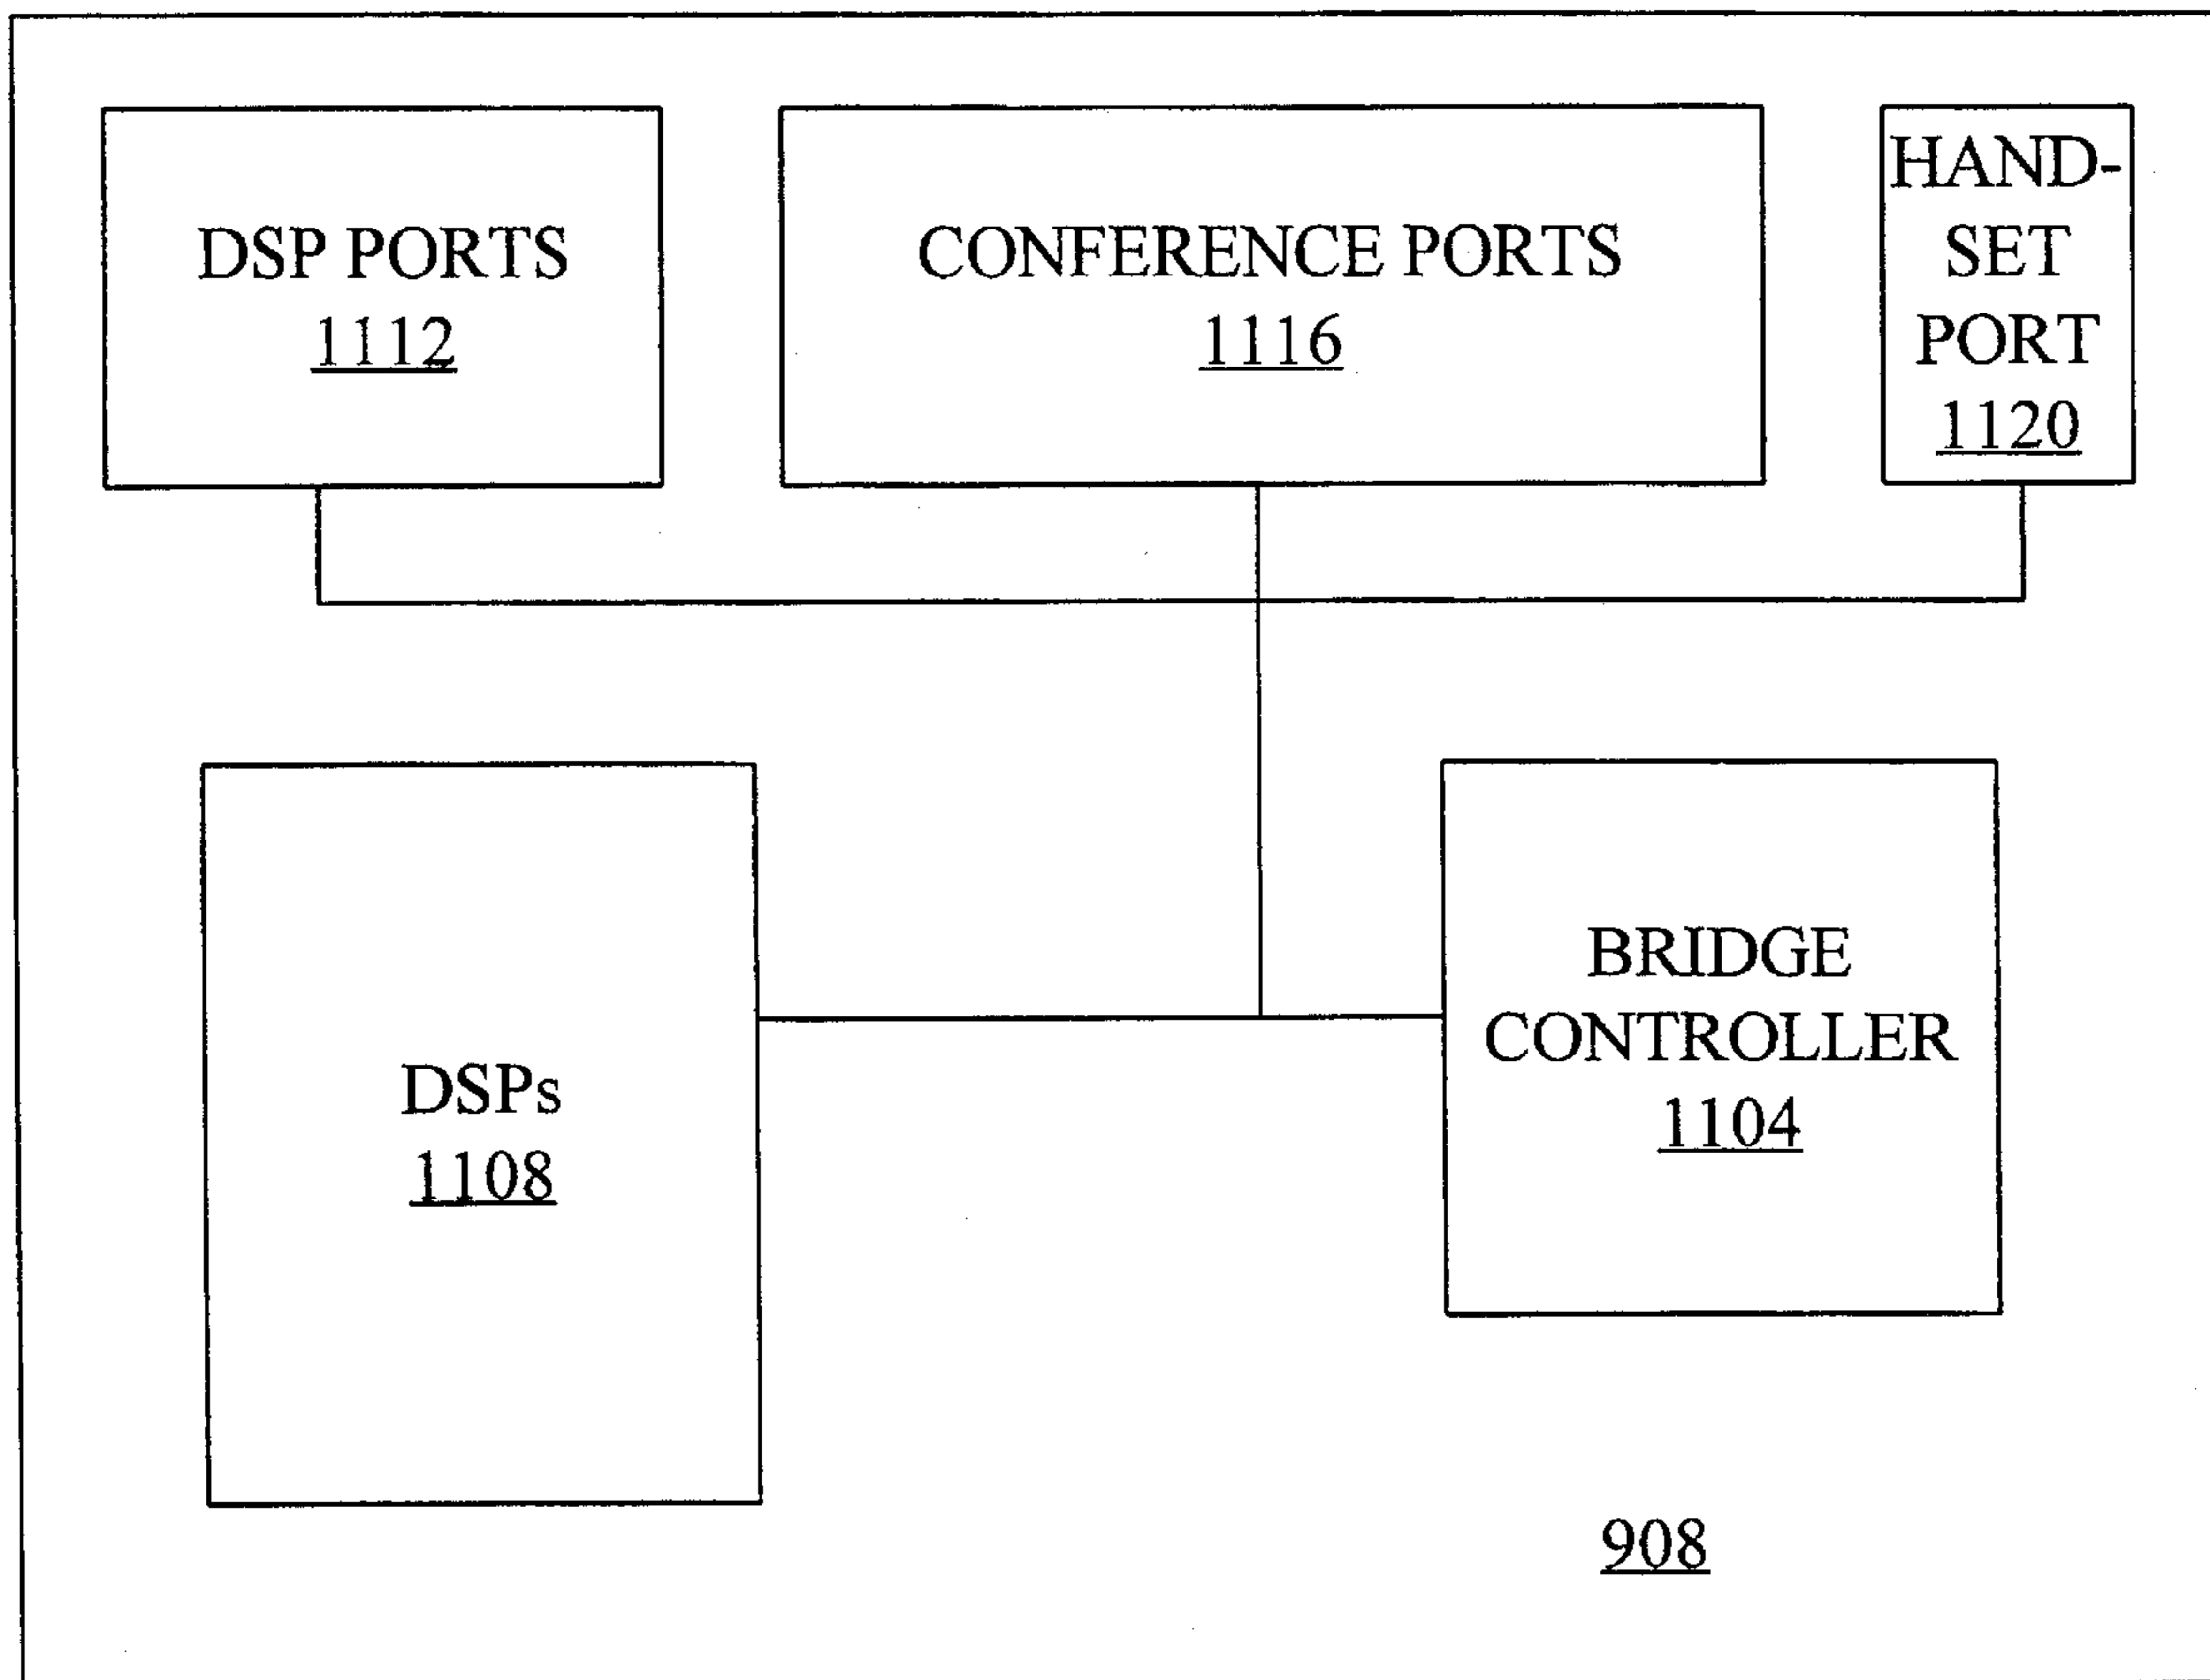 DSP PORTS
1112
CONFERENCE PORTS
1116
HAND-
SET
PORT
1120
DSPs
1108
BRIDGE
CONTROLLER
1104
908